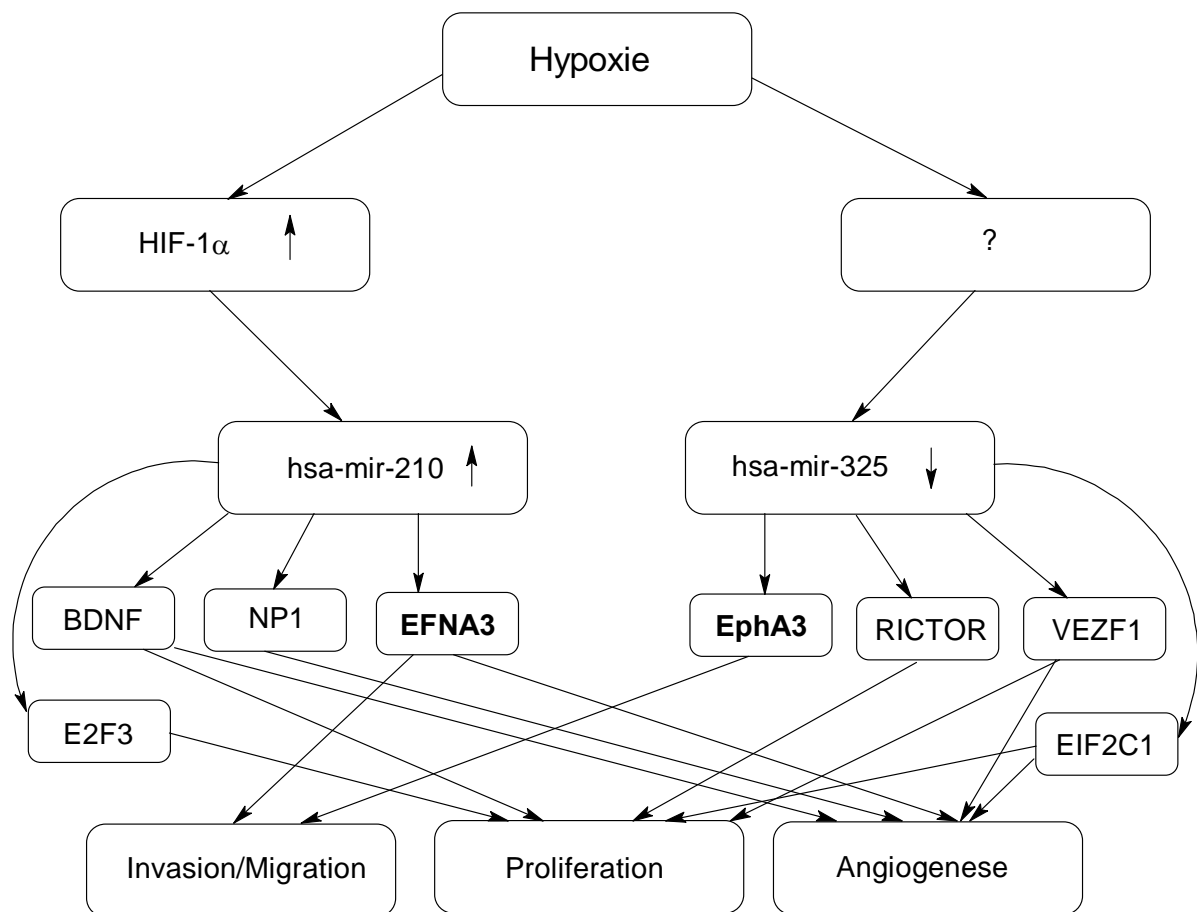 Hypoxie
HIF-1α
?
hsa-mir-210
hsa-mir-325
BDNF
NP1
EFNA3
EphA3
RICTOR
VEZF1
E2F3
EIF2C1
Invasion/Migration
Proliferation
Angiogenese